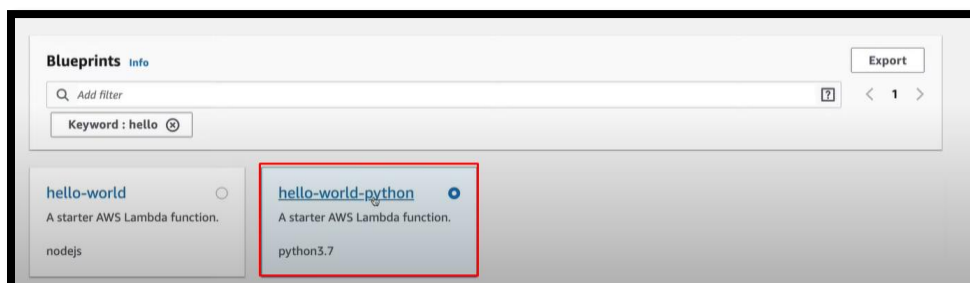 Blueprints Info
Export
Add filter
?
1
Keyword : hello
hello-world
A starter AWS Lambda function.
nodejs
hello-world-python
A starter AWS Lambda function.
python3.7